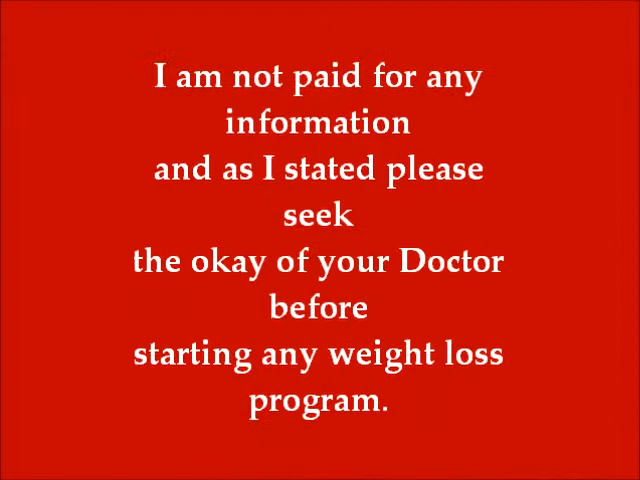 I am not paid for any
information
and as I stated please
seek
the okay of your Doctor
before
starting any weight loss
program.